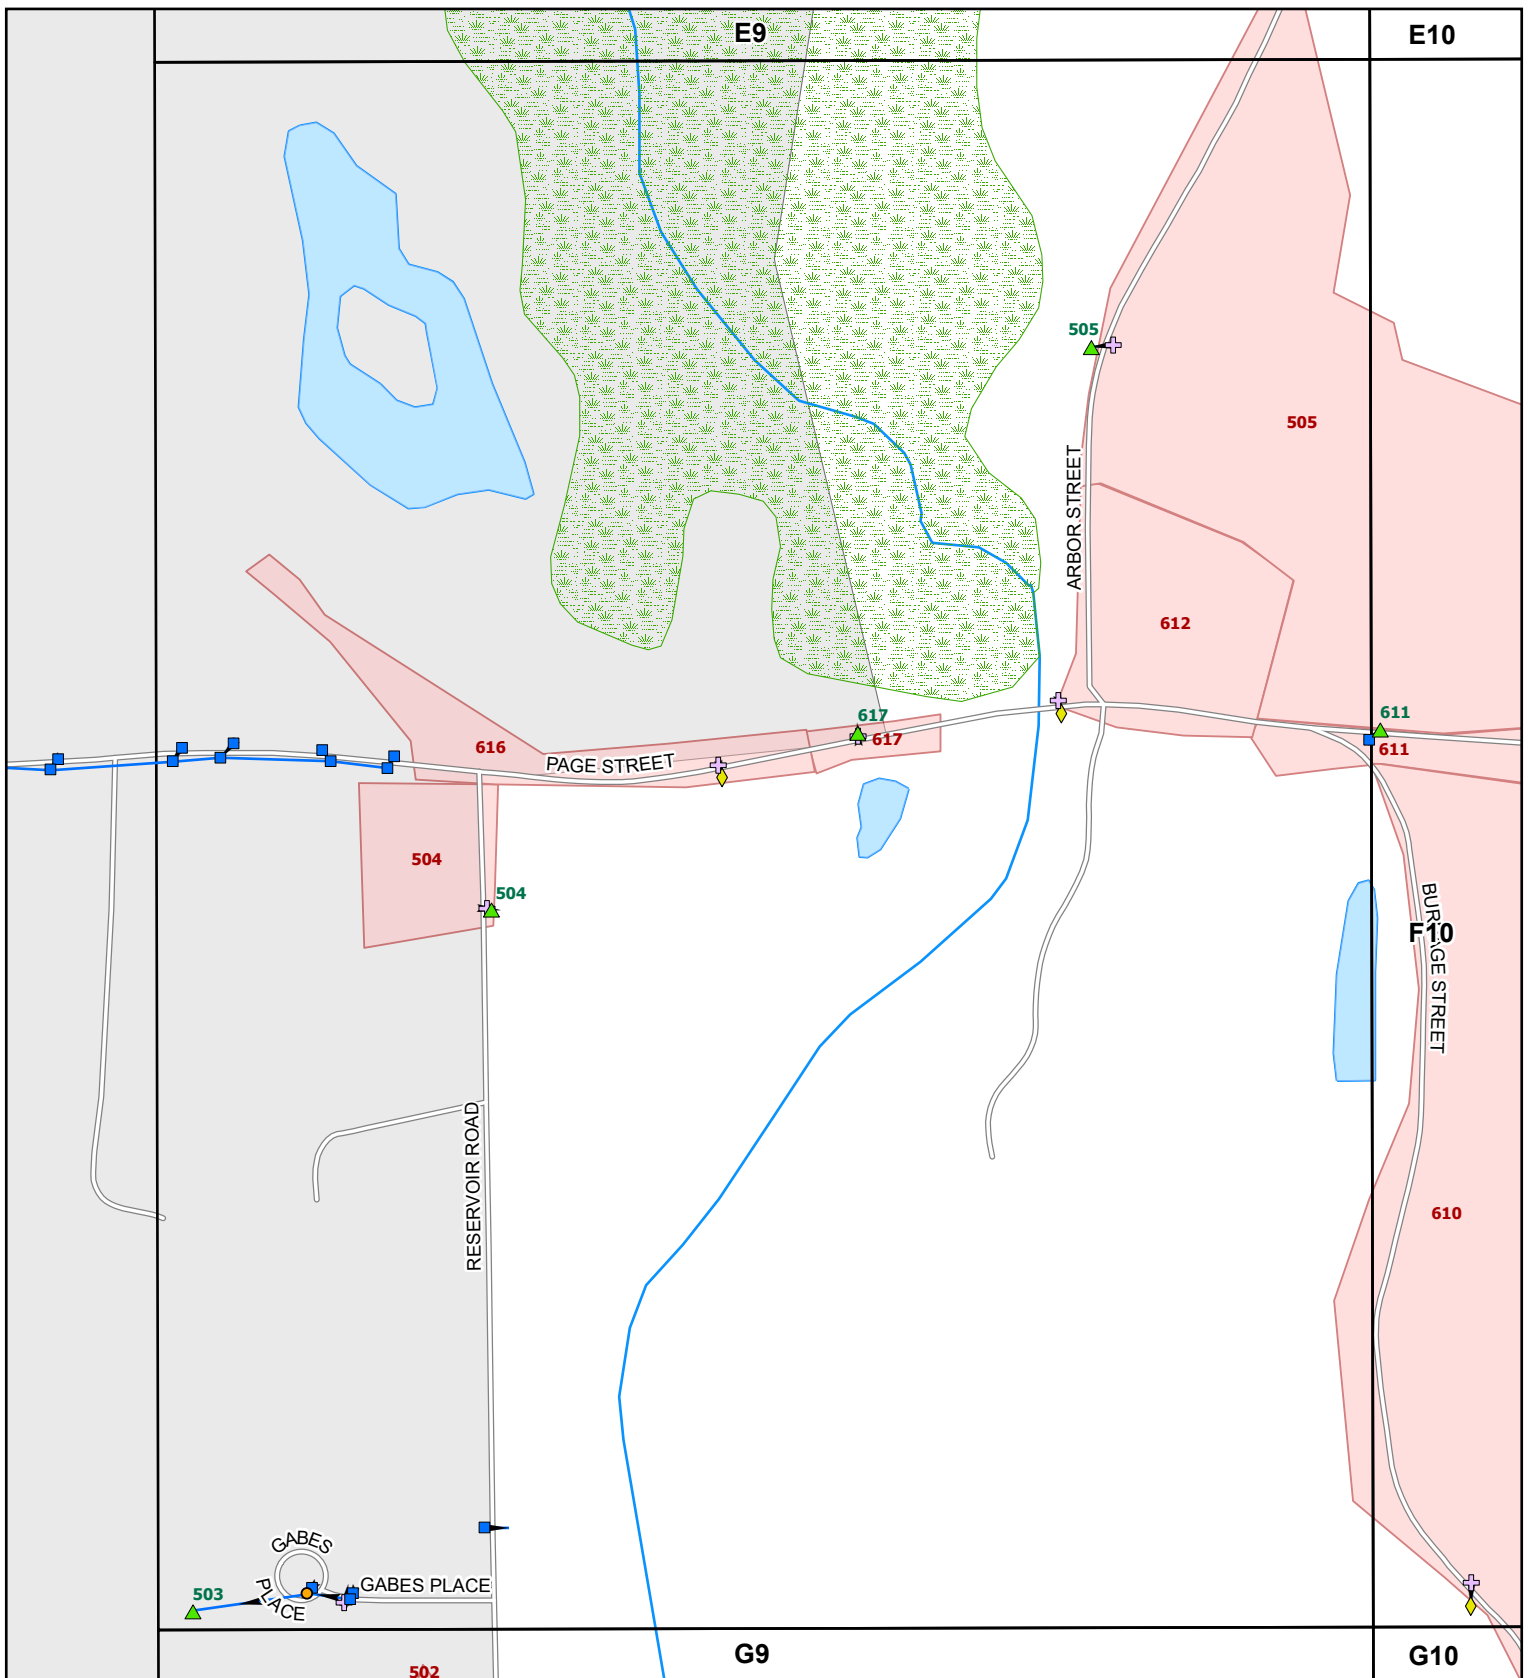 E9
E10
505
505
ARBOR STREET
612
617
611
617
616
611
PAGE STREET
504
504
BURBAGE STREET
F10
RESERVOIR ROAD
610
GABES
GABES PLACE
503
PLACE
G9
G10
502